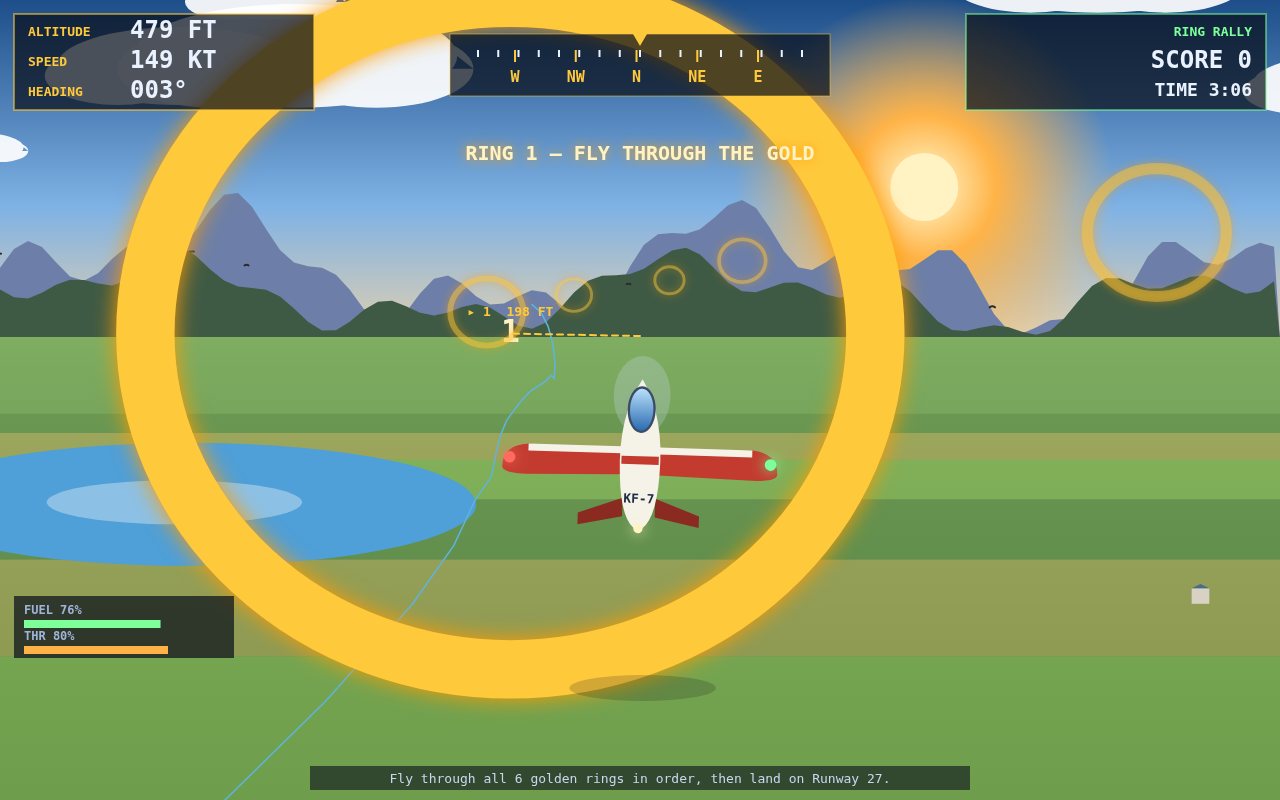 ALTITUDE 479 FT
SPEED 149 KT
HEADING 003°
W NW N NE E
RING RALLY
SCORE 0
TIME 3:06
RING 1 — FLY THROUGH THE GOLD
▸ 1 198 FT
1
KF-7
FUEL 76%
THR 80%
Fly through all 6 golden rings in order, then land on Runway 27.